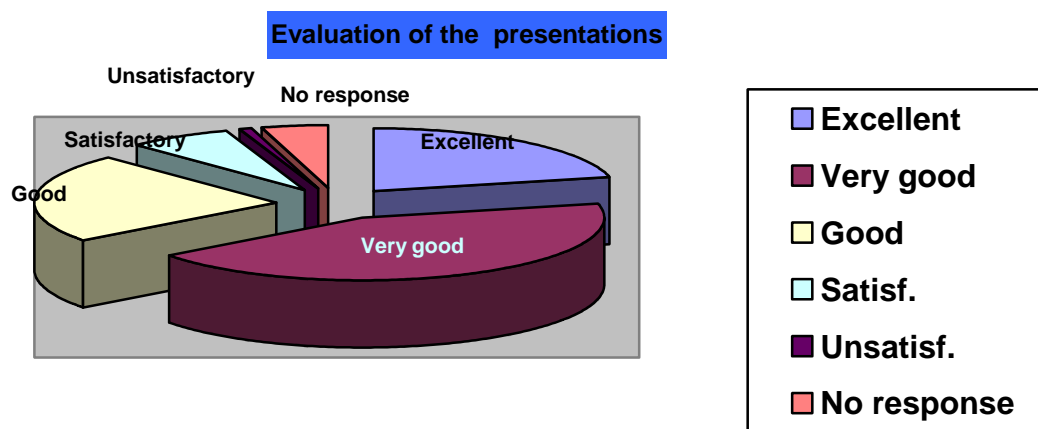 Evaluation of the  presentations
Unsatisfactory
No response
Satisfactory
Excellent
Good
Very good
Excellent
Very good
Good
Satisf.
Unsatisf.
No response